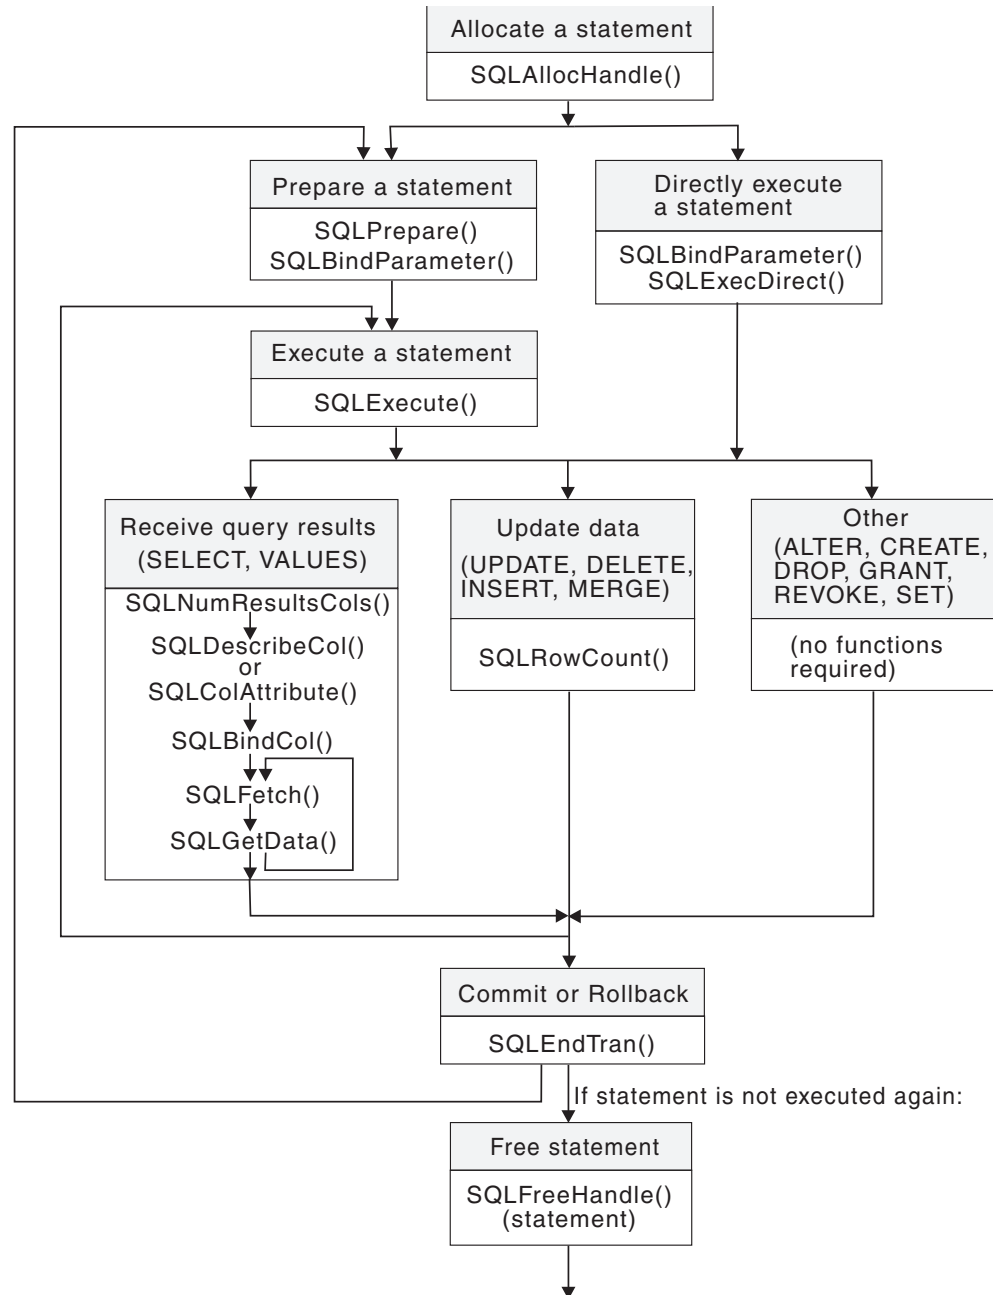 Allocate a statement
SQLAllocHandle()
Prepare a statement
SQLPrepare()
SQLBindParameter()
Directly execute
a statement
SQLBindParameter()
SQLExecDirect()
Execute a statement
SQLExecute()
Receive query results
(SELECT, VALUES)
SQLNumResultsCols()
SQLDescribeCol()
or
SQLColAttribute()
SQLBindCol()
SQLFetch()
SQLGetData()
Update data
(UPDATE, DELETE,
INSERT, MERGE)
SQLRowCount()
Other
(ALTER, CREATE,
DROP, GRANT,
REVOKE, SET)
(no functions
required)
Commit or Rollback
SQLEndTran()
If statement is not executed again:
Free statement
SQLFreeHandle()
(statement)